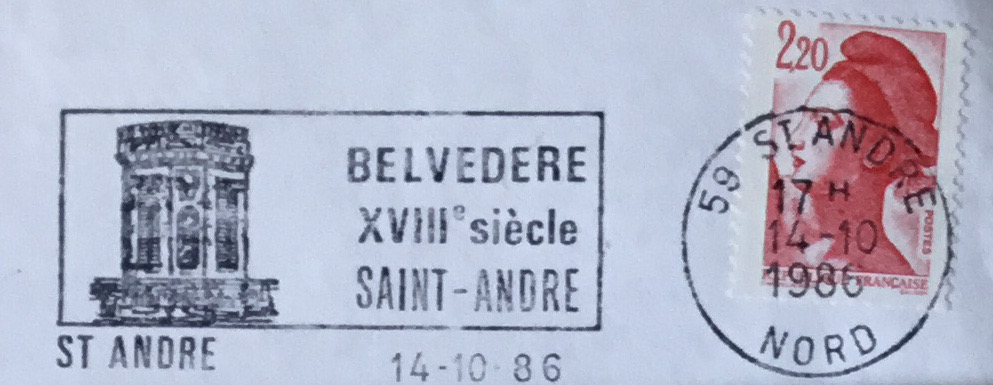 BELVEDERE
XVIIIe siècle
SAINT-ANDRE
ST ANDRE
14-10-86
2,20
59 ST ANDRE
17 H
14-10
1986
NORD
POSTES
FRANÇAISE